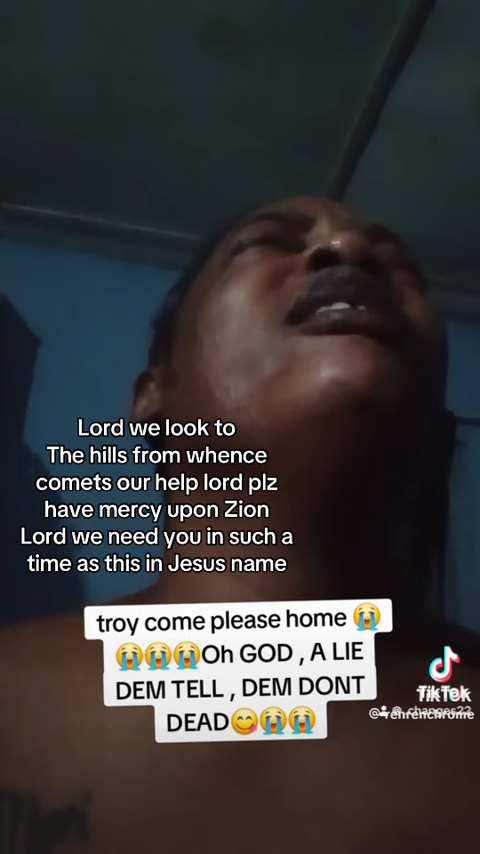 Lord we look to
The hills from whence
comets our help lord plz
have mercy upon Zion
Lord we need you in such a
time as this in Jesus name
troy come please home 😭
😭😭😭Oh GOD , A LIE
DEM TELL , DEM DONT
DEAD😋😭😭
TikTok